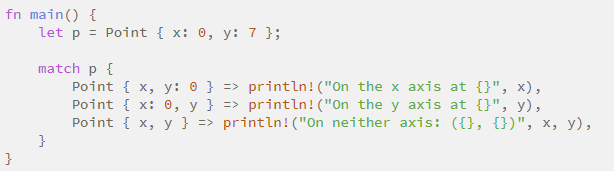 fn main() {
    let p = Point { x: 0, y: 7 };

    match p {
        Point { x, y: 0 } => println!("On the x axis at {}", x),
        Point { x: 0, y } => println!("On the y axis at {}", y),
        Point { x, y } => println!("On neither axis: ({}, {})", x, y),
    }
}